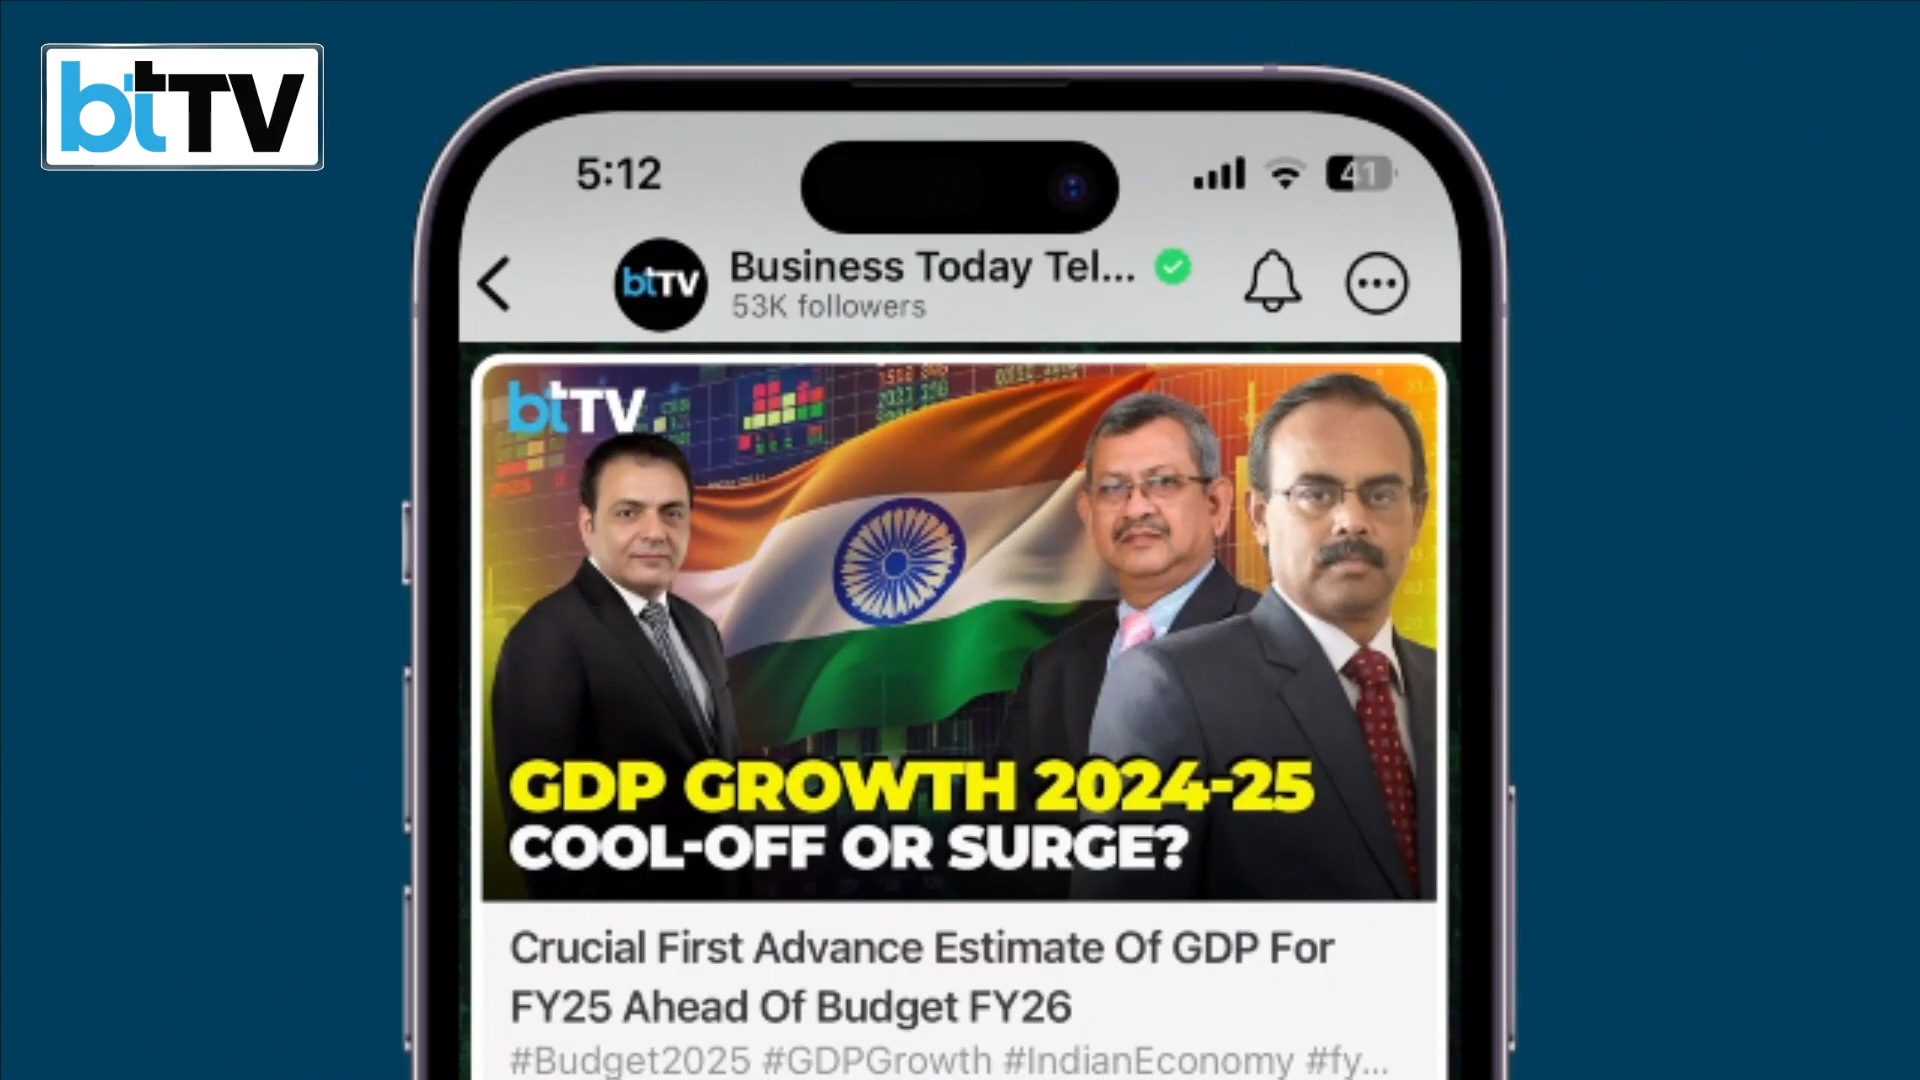 btTV
5:12
41
btTV
Business Today Tel...
53K followers
btTV
GDP GROWTH 2024-25
COOL-OFF OR SURGE?
Crucial First Advance Estimate Of GDP For
FY25 Ahead Of Budget FY26
#Budget2025 #GDPGrowth #IndianEconomy #fy...